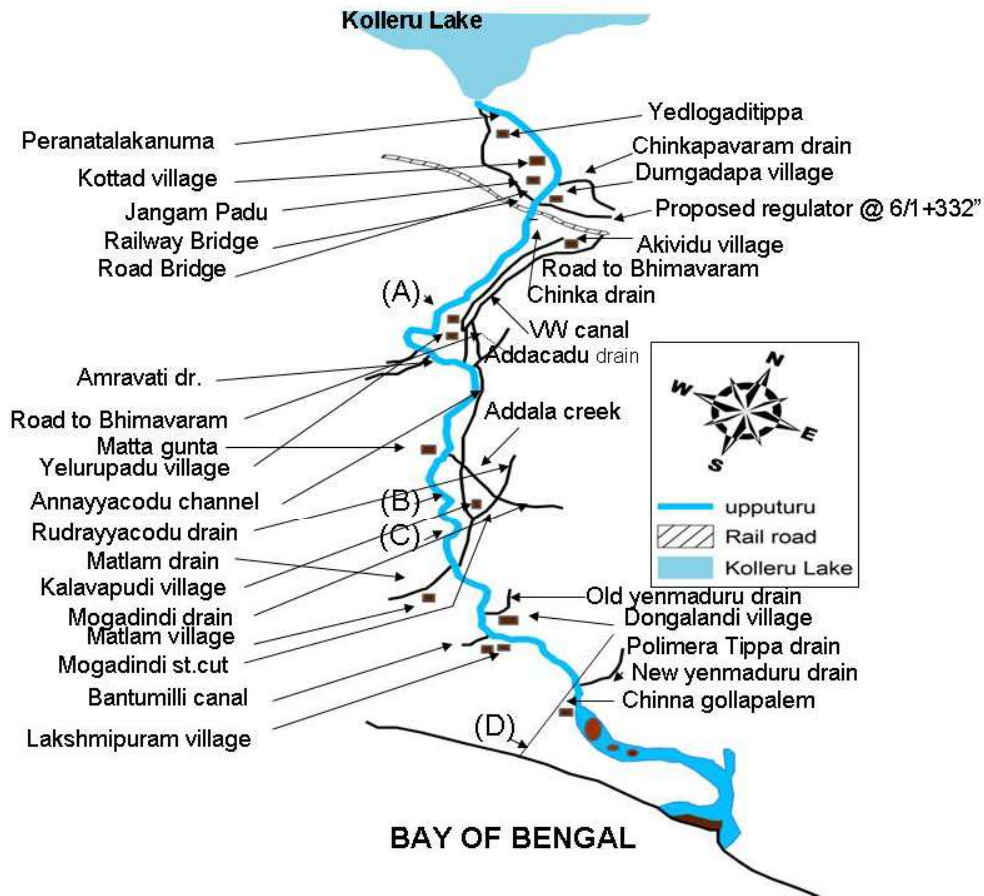 Kolleru Lake
Peranatalakanuma
Yedlogaditippa
Chinkapavaram drain
Kottad village
Dumgadapa village
Jangam Padu
Proposed regulator @ 6/1+332”
Railway Bridge
Akividu village
Road Bridge
Road to Bhimavaram
Chinka drain
(A)
VW canal
Addacadu drain
Amravati dr.
Road to Bhimavaram
Addala creek
Matta gunta
Yelurupadu village
Annayyacodu channel
(B)
Rudrayyacodu drain
(C)
Matlam drain
Kalavapudi village
Mogadindi drain
Old yenmaduru drain
Matlam village
Dongalandi village
Mogadindi st.cut
Polimera Tippa drain
New yenmaduru drain
Bantumilli canal
Chinna gollapalem
Lakshmipuram village
(D)
BAY OF BENGAL
N
W
E
S
upputuru
Rail road
Kolleru Lake